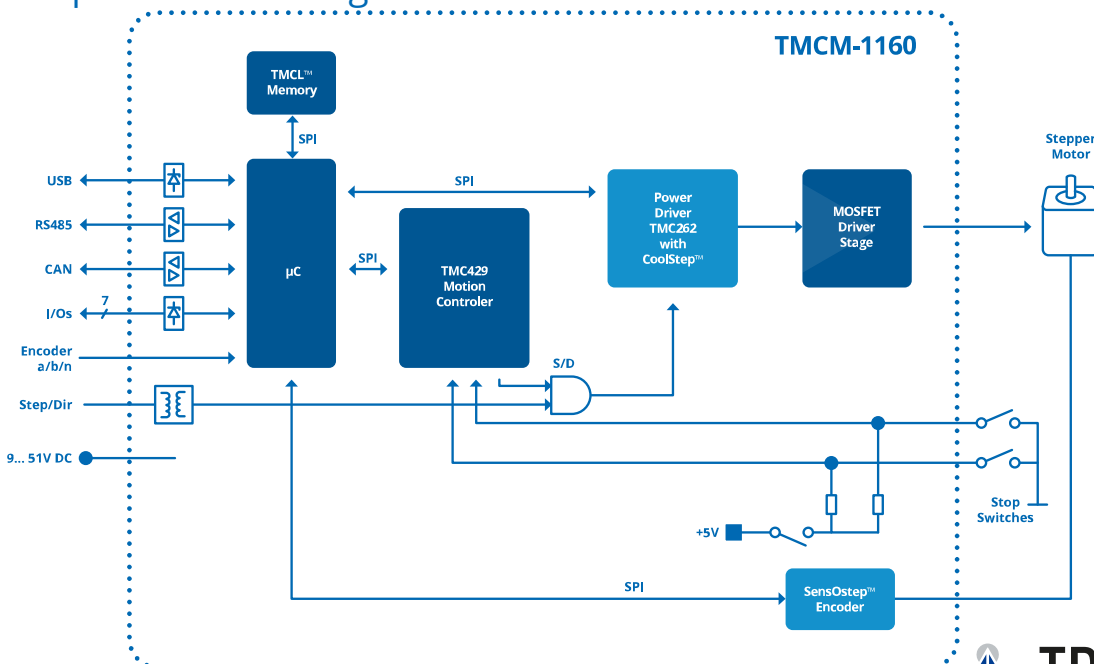 TMCM-1160
TMCL™
Memory
SPI
Stepper
Motor
USB
SPI
RS485
Power
Driver
TMC262
with
CoolStep™
MOSFET
Driver
Stage
CAN
µC
SPI
TMC429
Motion
Controler
7
I/Os
Encoder
a/b/n
S/D
Step/Dir
9... 51V DC
Stop
Switches
+5V
SPI
SensOstep™
Encoder